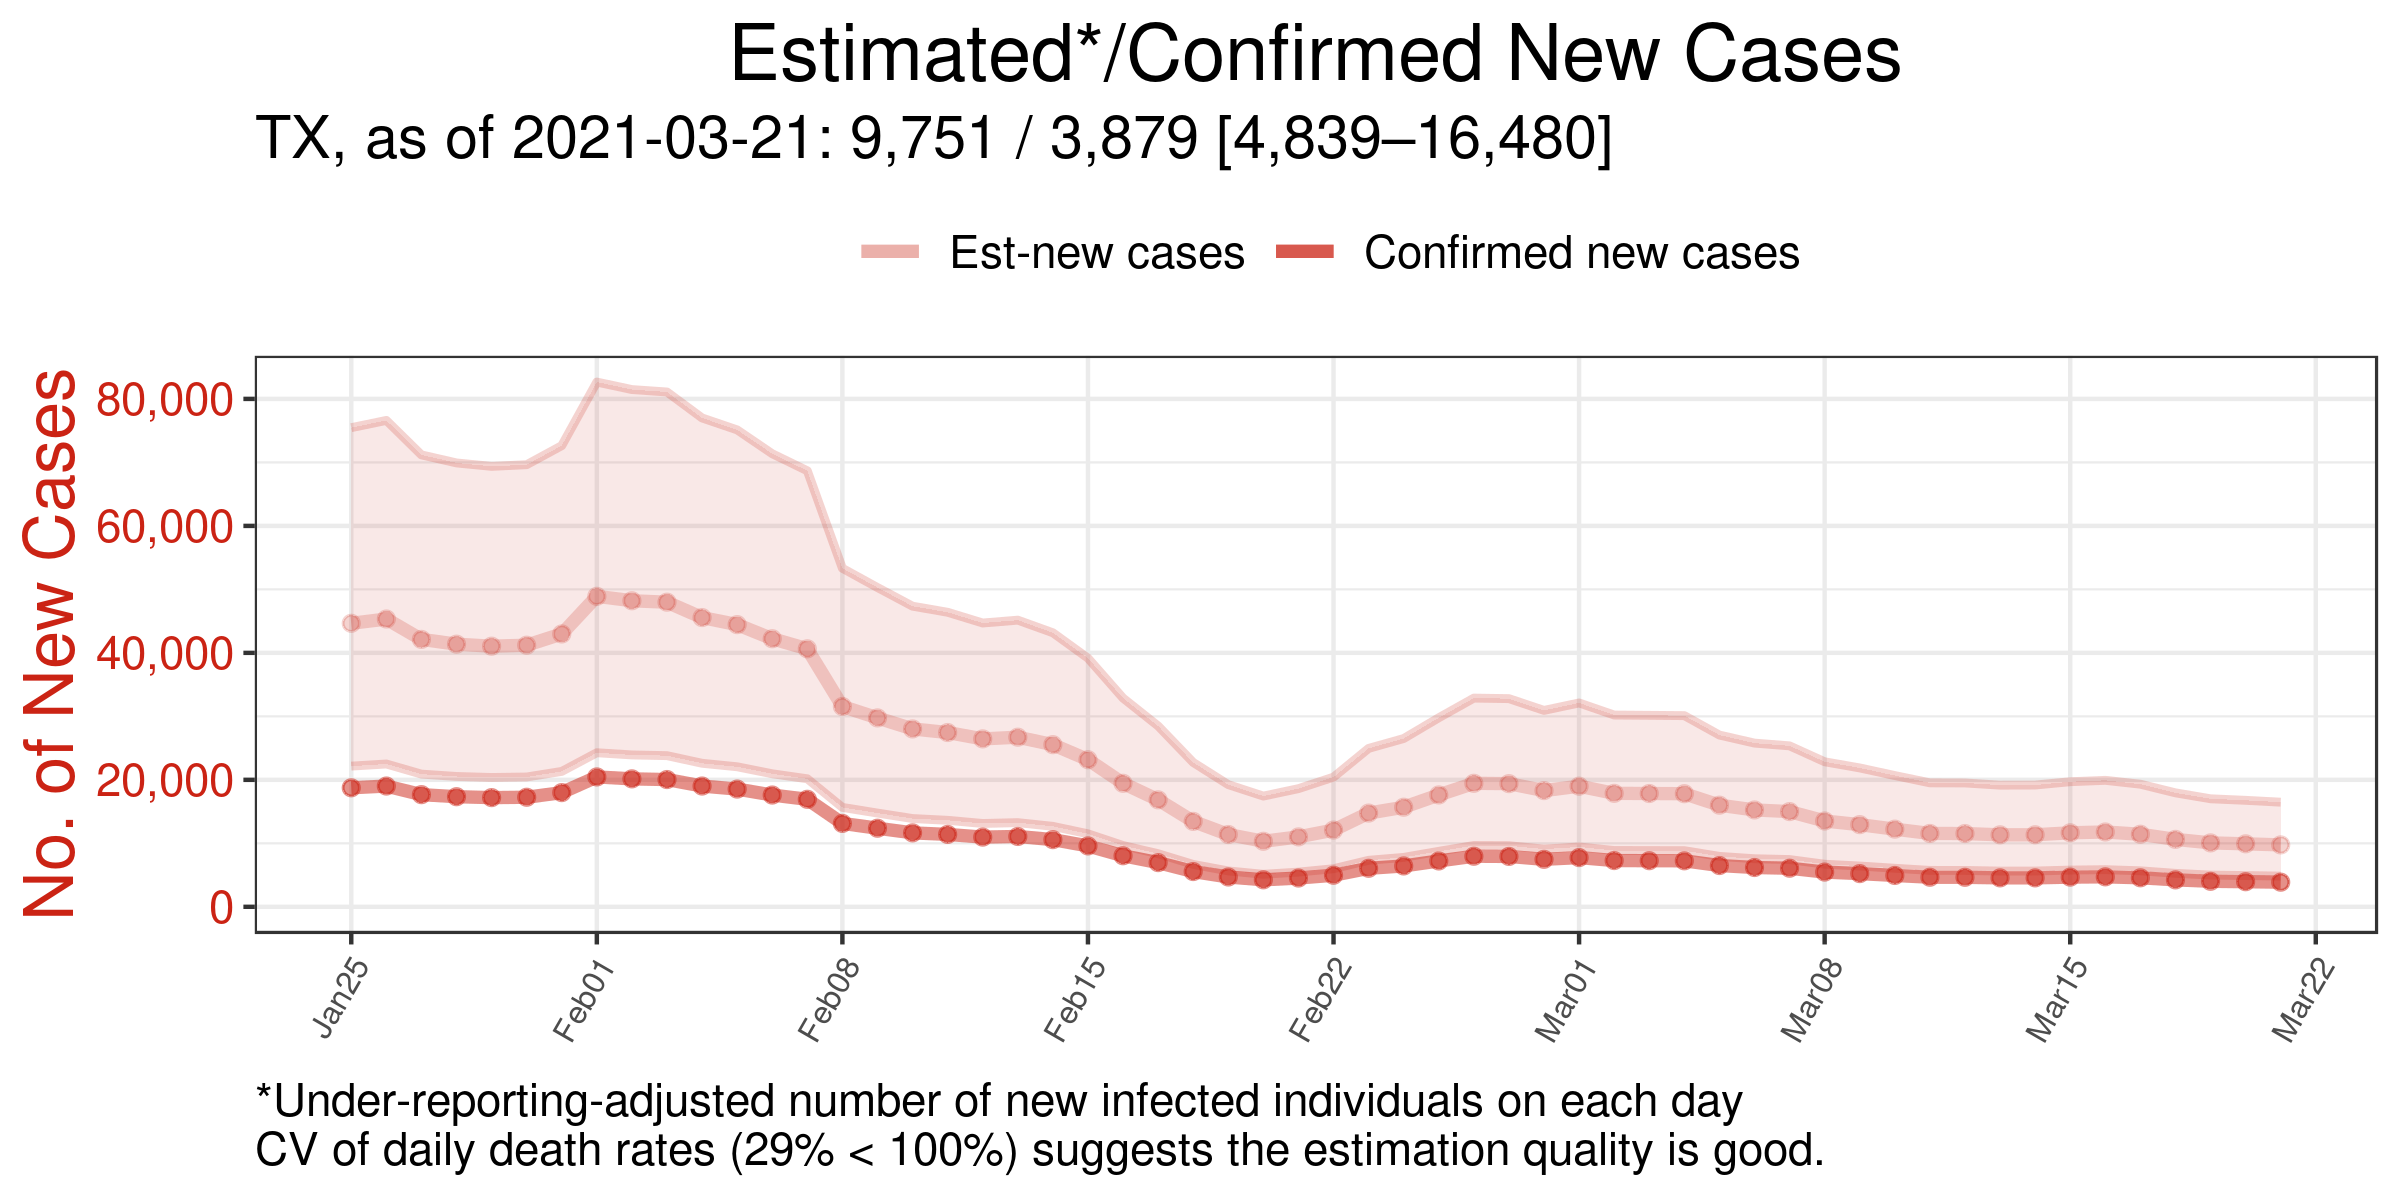 Estimated*/Confirmed New Cases
TX, as of 2021-03-21: 9,751 / 3,879 [4,839–16,480]
Est-new cases
Confirmed new cases
No. of New Cases
80,000
60,000
40,000
20,000
0
Jan25
Feb01
Feb08
Feb15
Feb22
Mar01
Mar08
Mar15
Mar22
*Under-reporting-adjusted number of new infected individuals on each day
CV of daily death rates (29% < 100%) suggests the estimation quality is good.